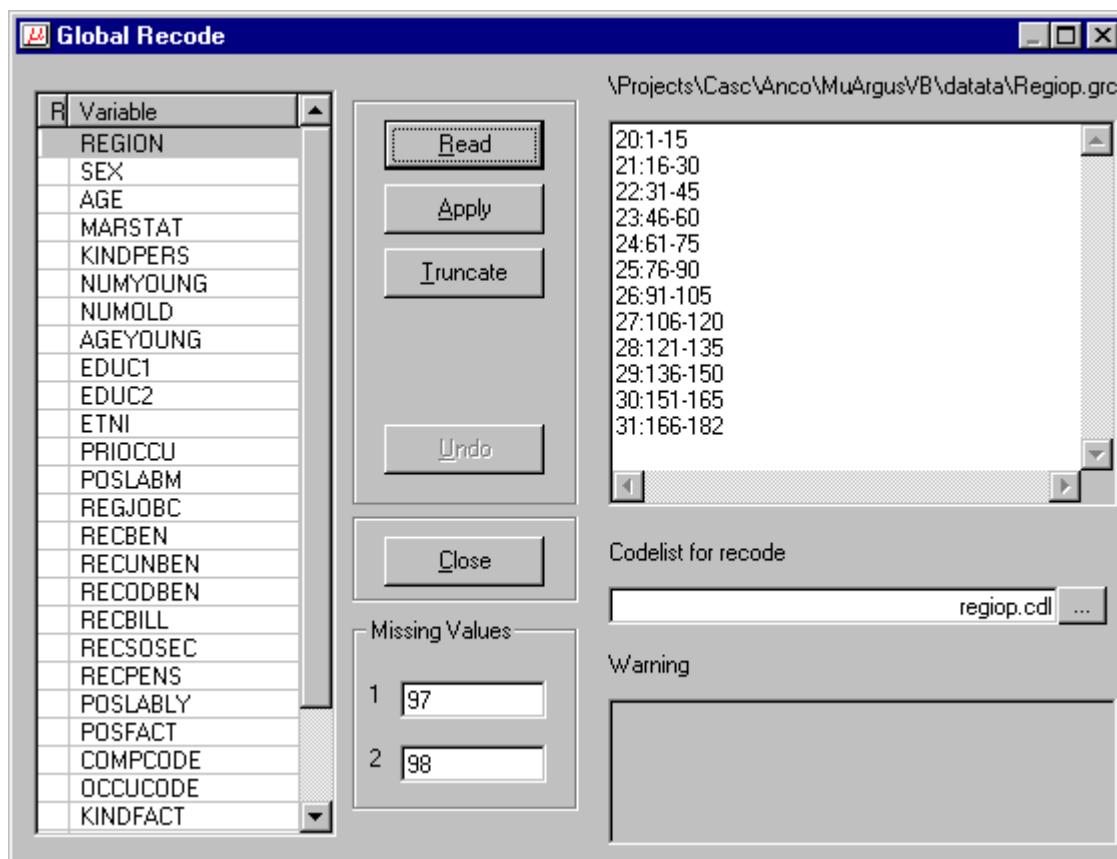 μ Global Recode
R Variable
REGION
SEX
AGE
MARSTAT
KINDPERS
NUMYOUNG
NUMOLD
AGEYOUNG
EDUC1
EDUC2
ETNI
PRIOCCU
POSLABM
REGJOBC
RECBEN
RECUNBEN
RECODBEN
RECBILL
RECSOSEC
RECPENS
POSLABLY
POSFACT
COMPCODE
OCCUCODE
KINDFACT
Read
Apply
Truncate
Undo
Close
Missing Values
1 97
2 98
\Projects\Casc\Anco\MuArgusVB\datata\Regiop.grc
20:1-15
21:16-30
22:31-45
23:46-60
24:61-75
25:76-90
26:91-105
27:106-120
28:121-135
29:136-150
30:151-165
31:166-182
Codelist for recode
regiop.cdl ...
Warning